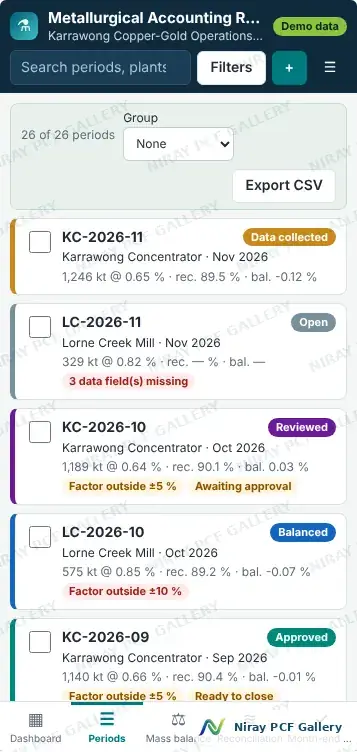 Metallurgical Accounting R...
Karrawong Copper-Gold Operations...
Demo data
Search periods, plants
Filters
+
26 of 26 periods
Group
None
Export CSV
KC-2026-11
Data collected
Karrawong Concentrator · Nov 2026
1,246 kt @ 0.65 % · rec. 89.5 % · bal. -0.12 %
LC-2026-11
Open
Lorne Creek Mill · Nov 2026
329 kt @ 0.82 % · rec. — % · bal. —
3 data field(s) missing
KC-2026-10
Reviewed
Karrawong Concentrator · Oct 2026
1,189 kt @ 0.64 % · rec. 90.1 % · bal. 0.03 %
Factor outside ±5 % Awaiting approval
LC-2026-10
Balanced
Lorne Creek Mill · Oct 2026
575 kt @ 0.85 % · rec. 89.2 % · bal. -0.07 %
Factor outside ±10 %
KC-2026-09
Approved
Karrawong Concentrator · Sep 2026
1,140 kt @ 0.66 % · rec. 90.4 % · bal. -0.01 %
Factor outside ±5 % Ready to close
Dashboard Periods Mass balance Reconciliation Month-end ...
Niray PCF Gallery
NIRAY PCF GALLERY